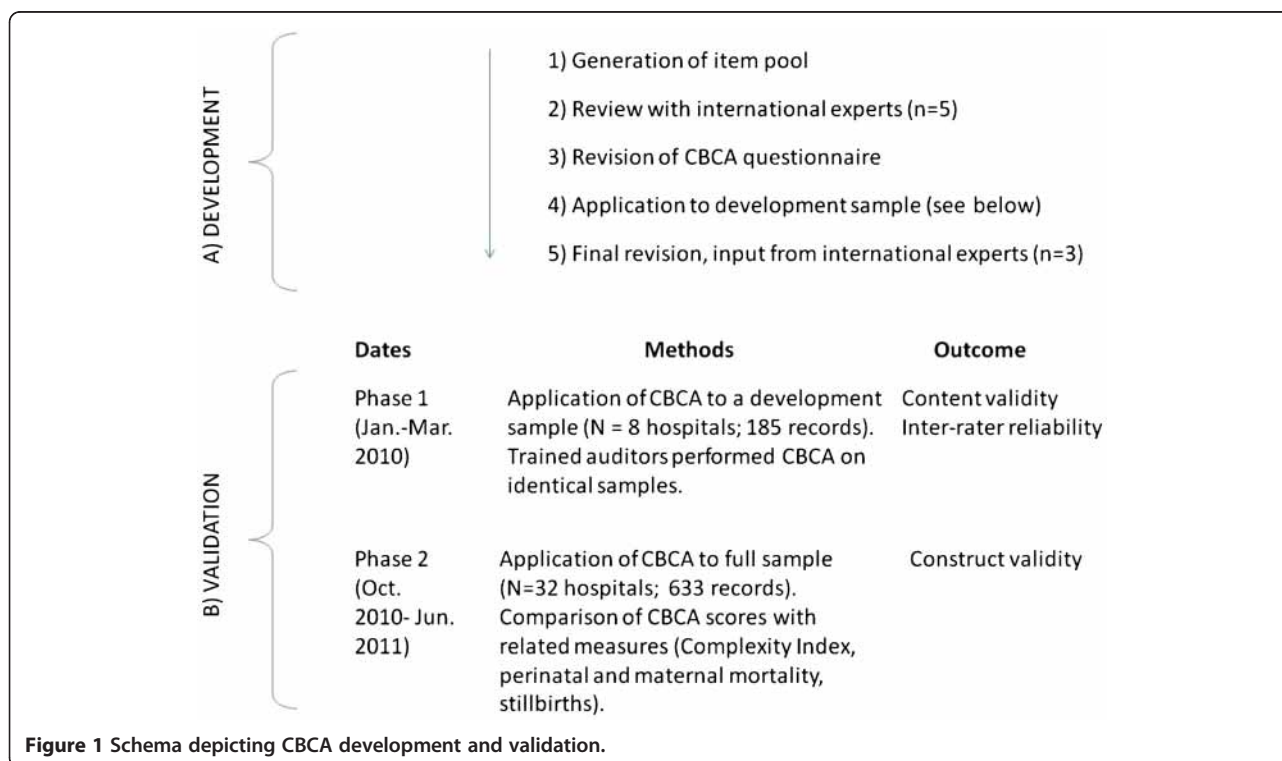 A) DEVELOPMENT
1) Generation of item pool
2) Review with international experts (n=5)
3) Revision of CBCA questionnaire
4) Application to development sample (see below)
5) Final revision, input from international experts (n=3)
B) VALIDATION
Dates Methods Outcome
Phase 1 Application of CBCA to a development Content validity
(Jan.-Mar. sample (N = 8 hospitals; 185 records). Inter-rater reliability
2010) Trained auditors performed CBCA on
identical samples.
Phase 2 Application of CBCA to full sample Construct validity
(Oct. (N=32 hospitals; 633 records).
2010- Jun. Comparison of CBCA scores with
2011) related measures (Complexity Index,
perinatal and maternal mortality,
stillbirths).
Figure 1 Schema depicting CBCA development and validation.